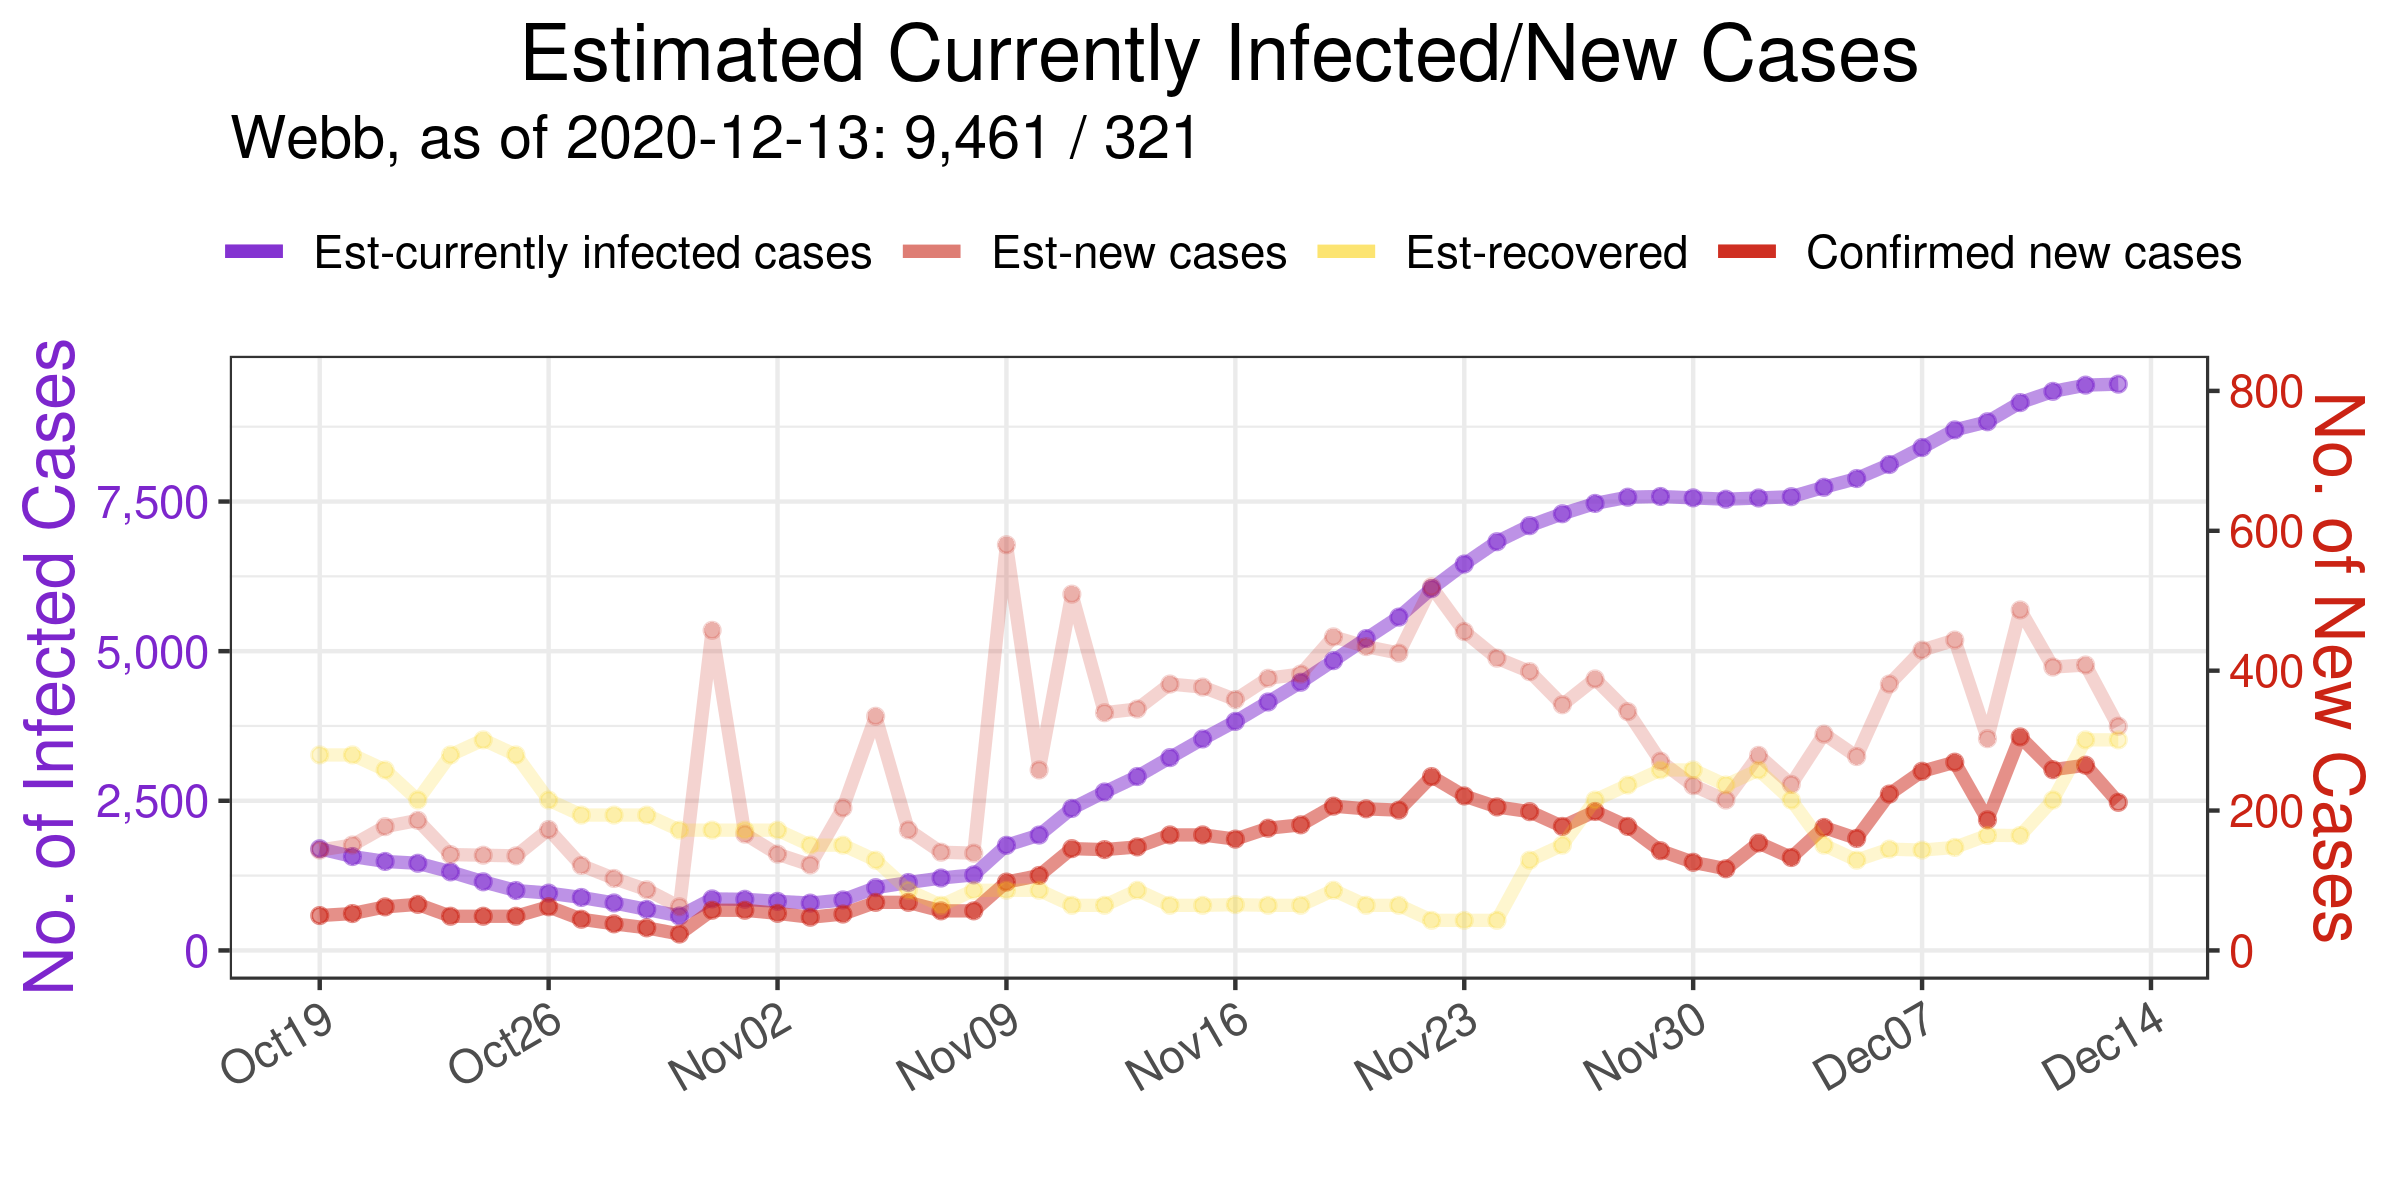 Estimated Currently Infected/New Cases
Webb, as of 2020-12-13: 9,461 / 321
Est-currently infected cases
Est-new cases
Est-recovered
Confirmed new cases
No. of Infected Cases
7,500
5,000
2,500
0
800
600
400
200
0
No. of New Cases
Oct19
Oct26
Nov02
Nov09
Nov16
Nov23
Nov30
Dec07
Dec14